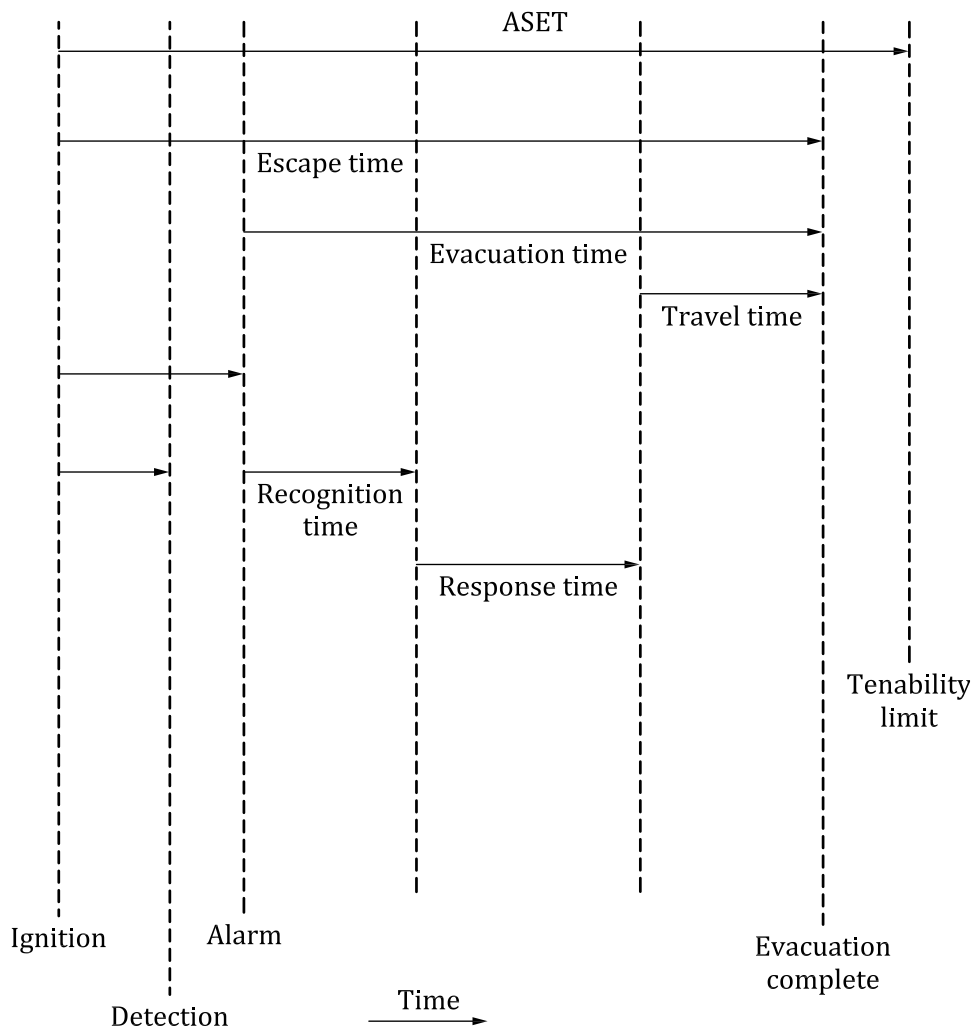 ASET
Escape time
Evacuation time
Travel time
Recognition
time
Response time
Tenability
limit
Ignition
Alarm
Evacuation
complete
Detection
Time